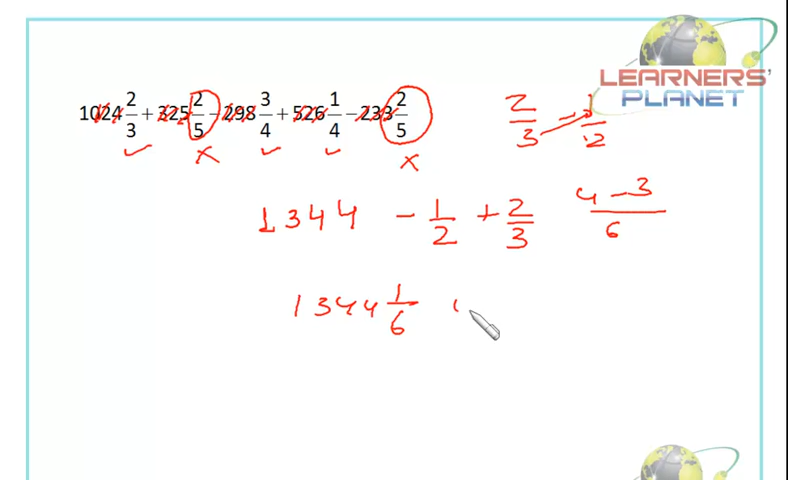 LEARNERS'
PLANET
1024 2/3 + 325 2/5 − 298 3/4 + 526 1/4 − 233 2/5
2/3 − 1/2
1344 − 1/2 + 2/3
4 − 3
6
1344 1/6